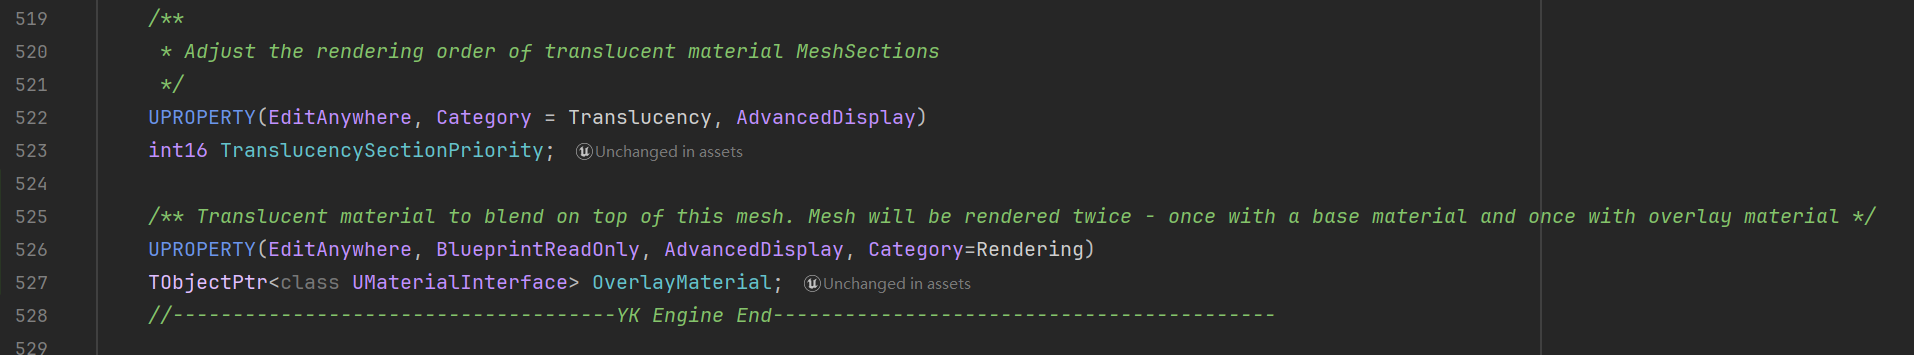 519 /**
520 * Adjust the rendering order of translucent material MeshSections
521 */
522 UPROPERTY(EditAnywhere, Category = Translucency, AdvancedDisplay)
523 int16 TranslucencySectionPriority; Unchanged in assets
524
525 /** Translucent material to blend on top of this mesh. Mesh will be rendered twice - once with a base material and once with overlay material */
526 UPROPERTY(EditAnywhere, BlueprintReadOnly, AdvancedDisplay, Category=Rendering)
527 TObjectPtr<class UMaterialInterface> OverlayMaterial; Unchanged in assets
528 //-------------------------------------YK Engine End------------------------------------------
529